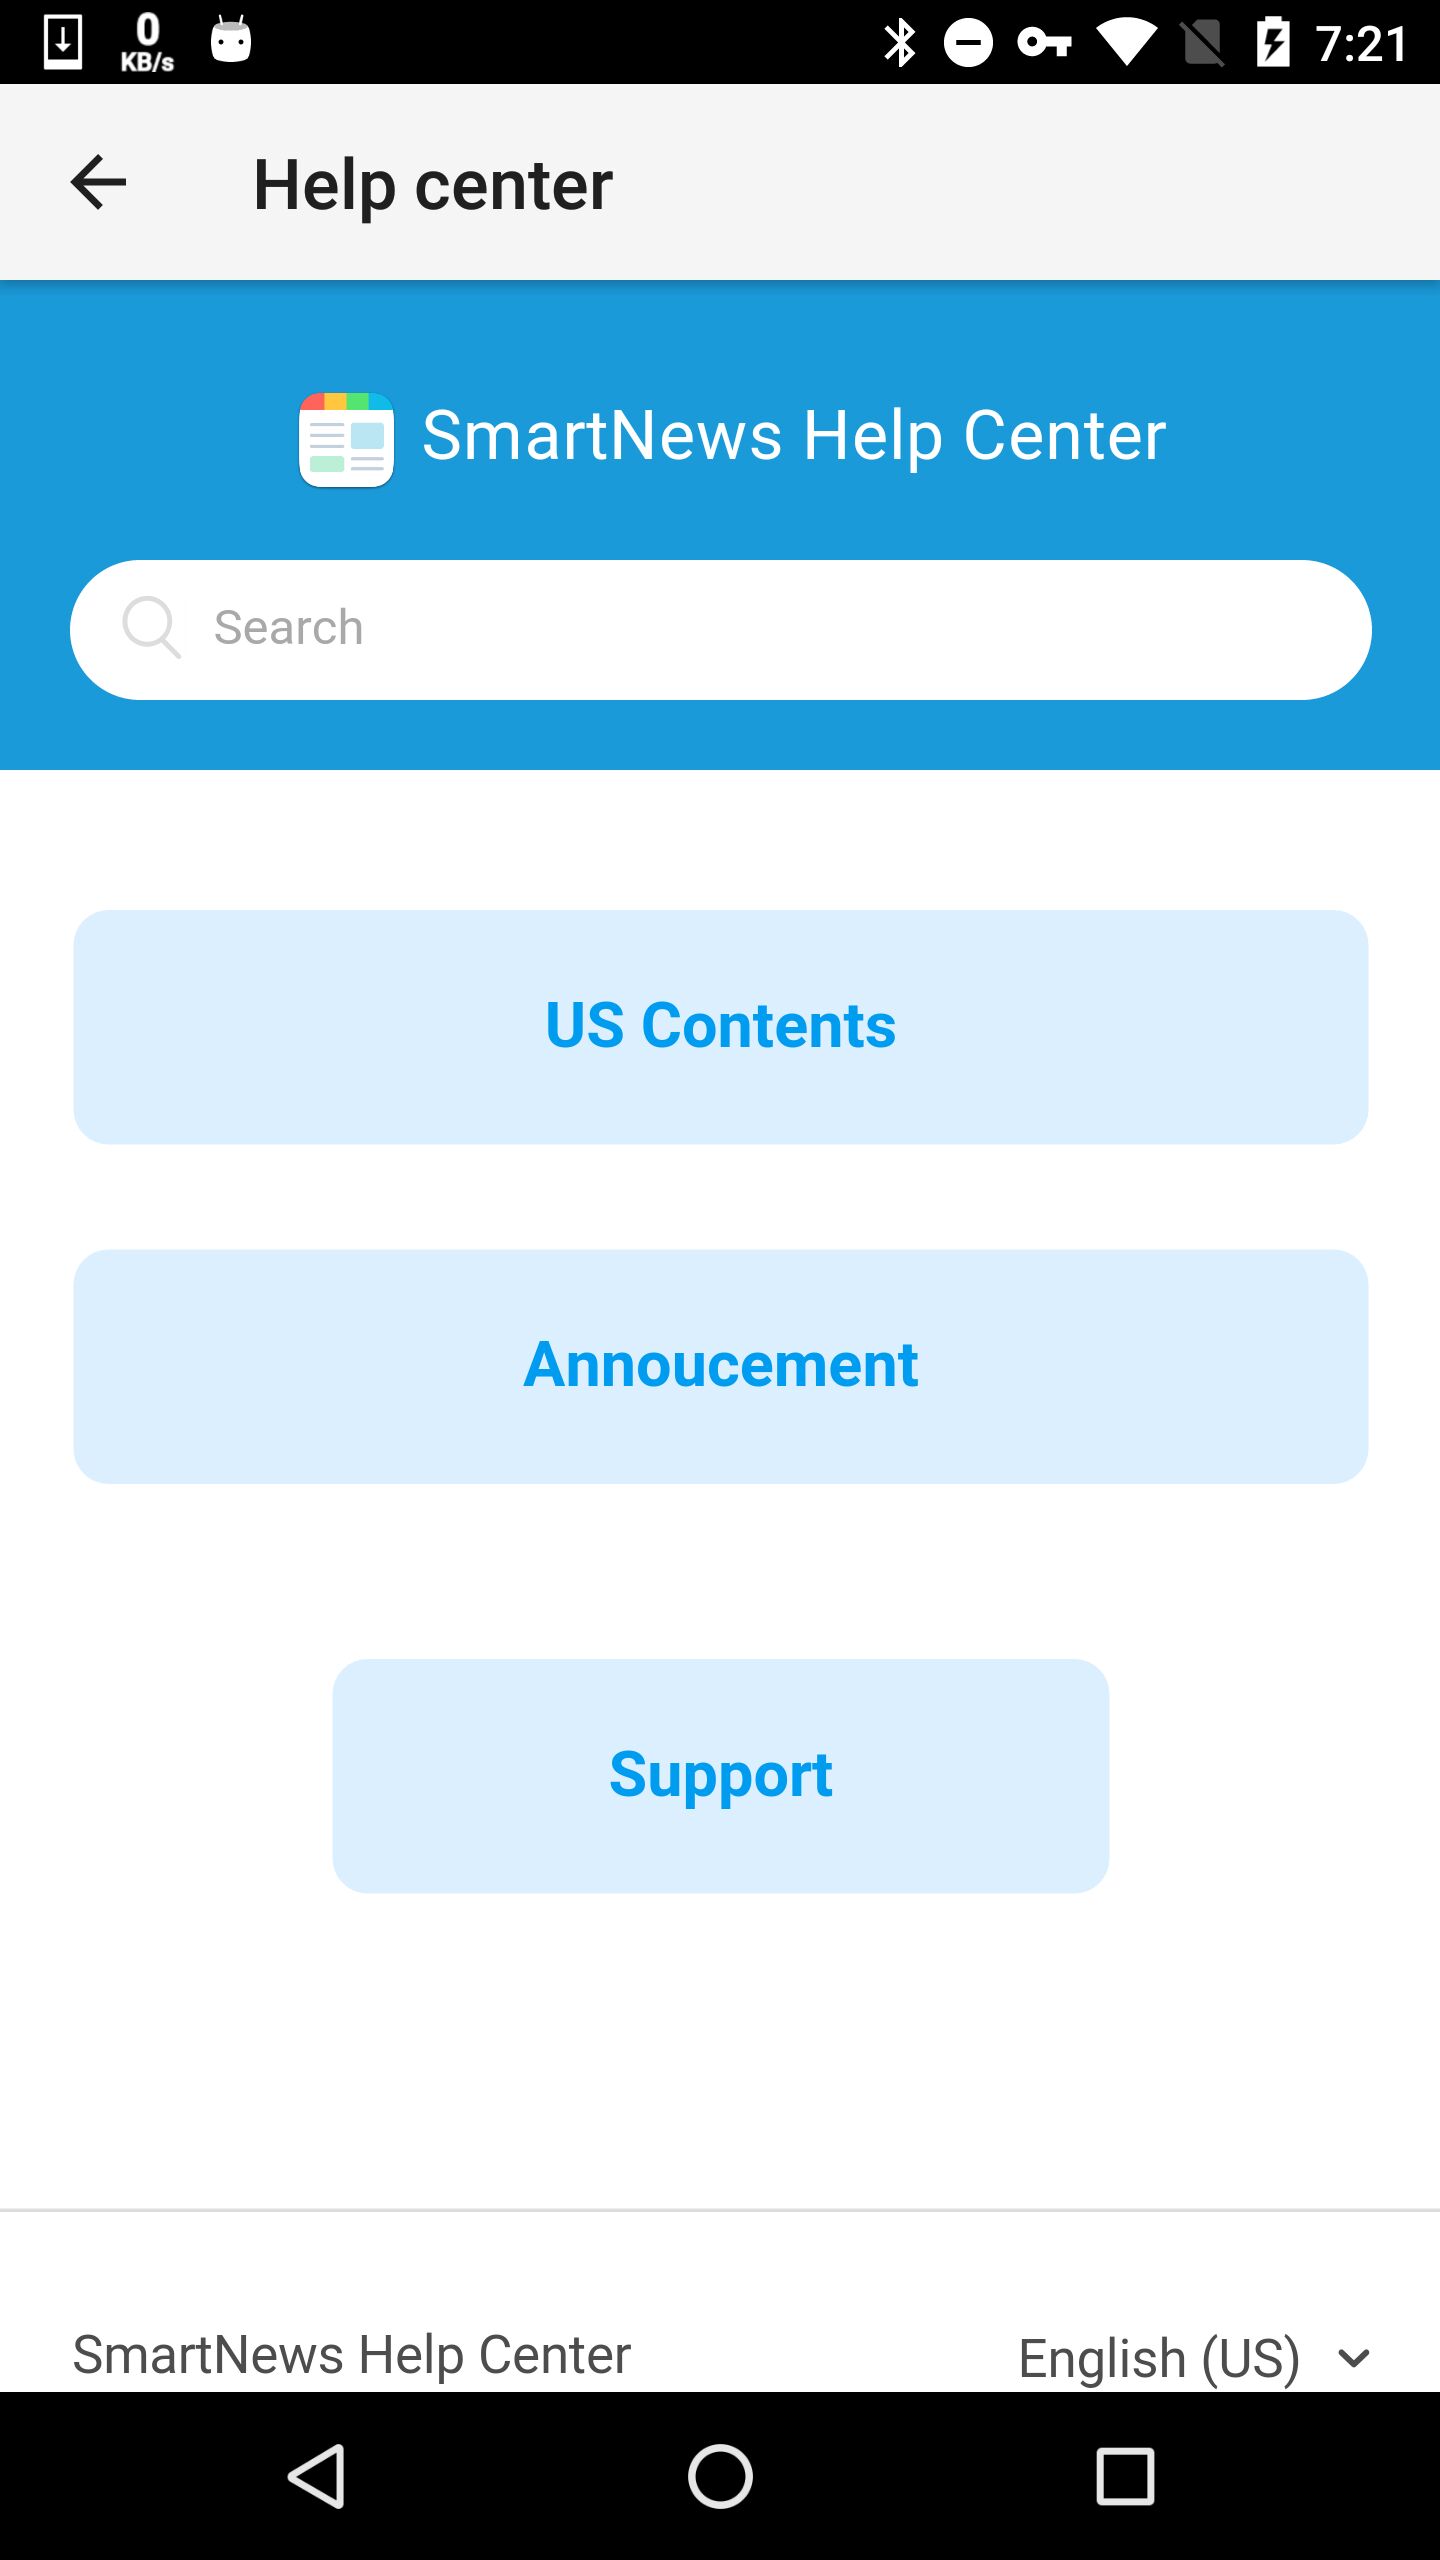 0
KB/s
7:21
Help center
SmartNews Help Center
Search
US Contents
Annoucement
Support
SmartNews Help Center
English (US)